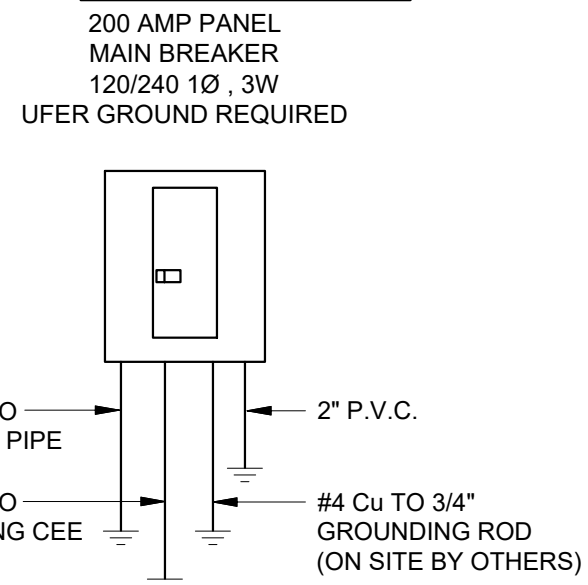 200 AMP PANEL
MAIN BREAKER
120/240 1Ø , 3W
UFER GROUND REQUIRED
PIPE
2" P.V.C.
CEE
#4 Cu TO 3/4"
GROUNDING ROD
(ON SITE BY OTHERS)